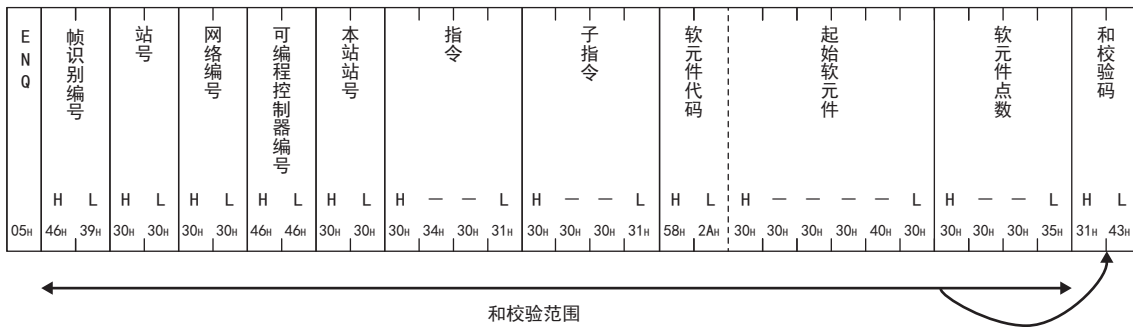 ENQ
帧识别编号
站号
网络编号
可编程控制器编号
本站站号
指令
子指令
软元件代码
起始软元件
软元件点数
和校验码
H L H L H L H L H L H — — L H — — L H L H — — — — L H — — L H L
05H 46H 39H 30H 30H 30H 30H 46H 46H 30H 30H 30H 34H 30H 31H 30H 30H 30H 31H 58H 2AH 30H 30H 30H 30H 40H 30H 30H 30H 30H 35H 31H 43H
和校验范围